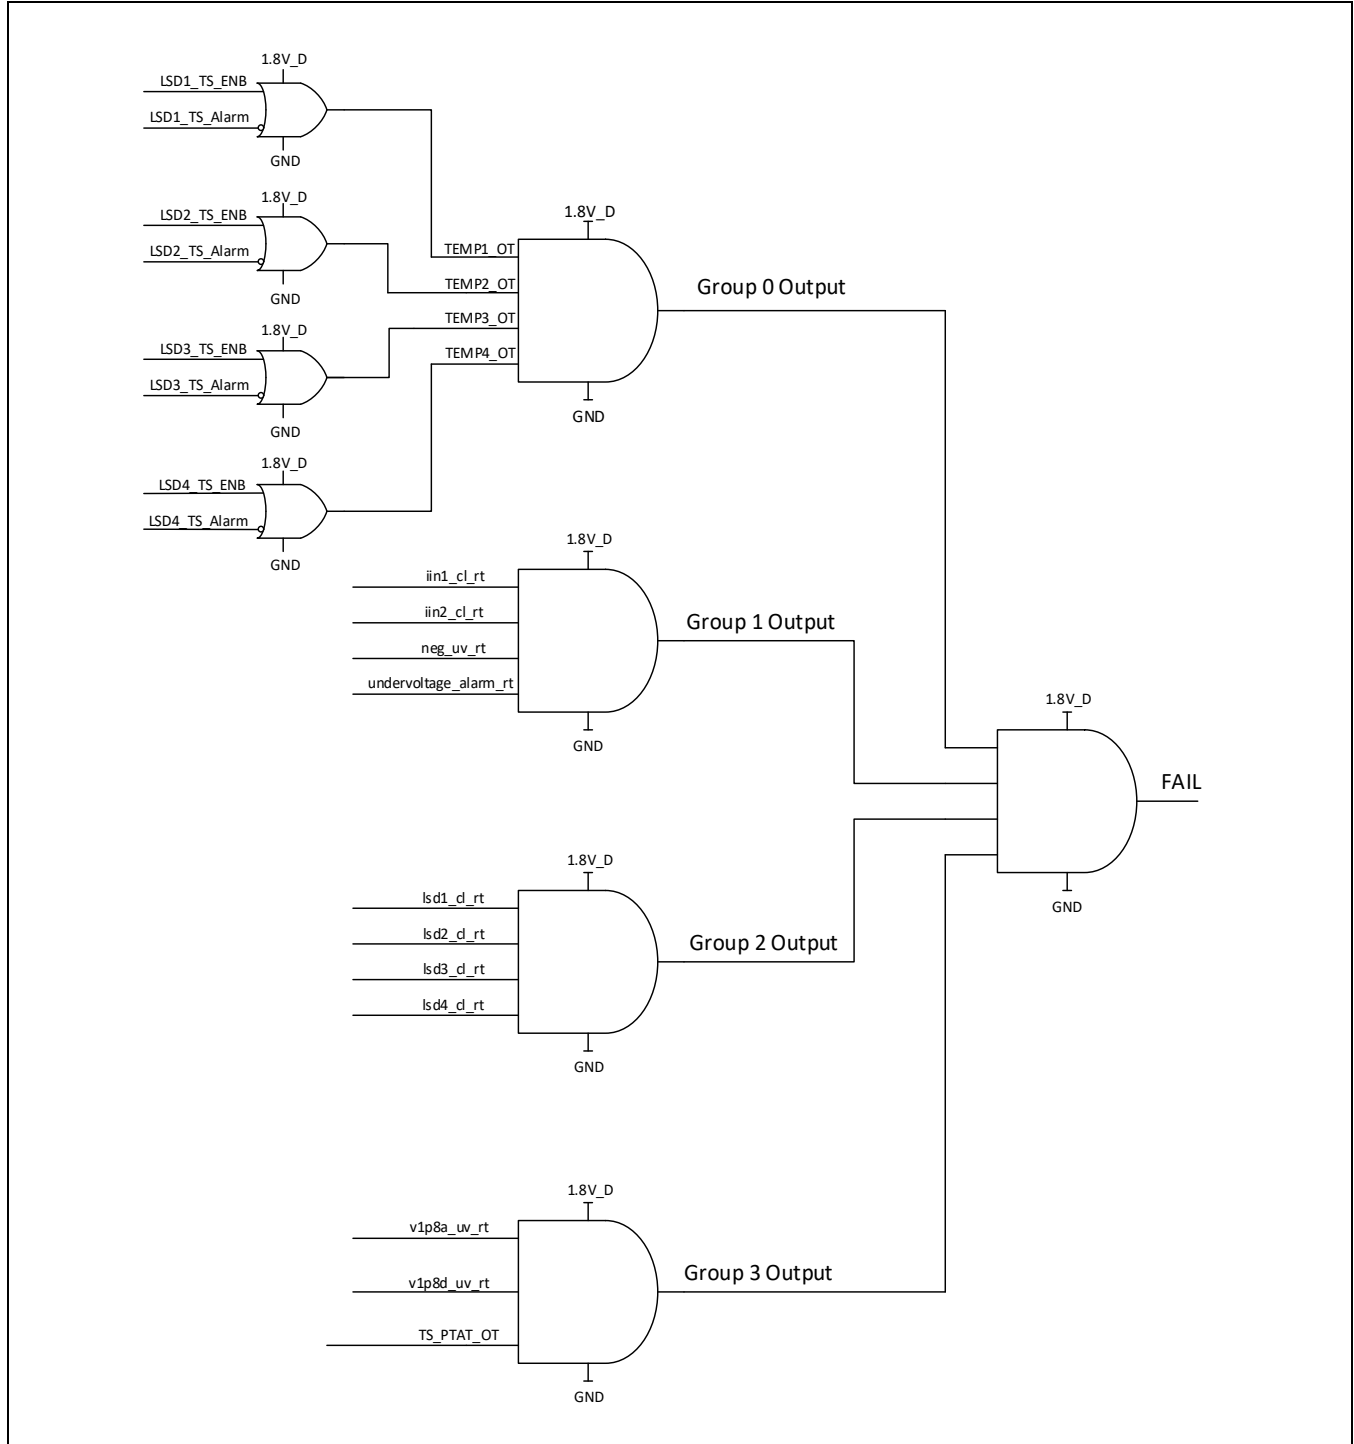 1.8V_D
LSD1_TS_ENB
LSD1_TS_Alarm
GND
1.8V_D
LSD2_TS_ENB
LSD2_TS_Alarm
GND
1.8V_D
LSD3_TS_ENB
LSD3_TS_Alarm
GND
1.8V_D
LSD4_TS_ENB
LSD4_TS_Alarm
GND
1.8V_D
TEMP1_OT
TEMP2_OT
TEMP3_OT
TEMP4_OT
GND
Group 0 Output
1.8V_D
iin1_cl_rt
iin2_cl_rt
neg_uv_rt
undervoltage_alarm_rt
GND
Group 1 Output
1.8V_D
lsd1_cl_rt
lsd2_cl_rt
lsd3_cl_rt
lsd4_cl_rt
GND
Group 2 Output
1.8V_D
v1p8a_uv_rt
v1p8d_uv_rt
TS_PTAT_OT
GND
Group 3 Output
1.8V_D
FAIL
GND